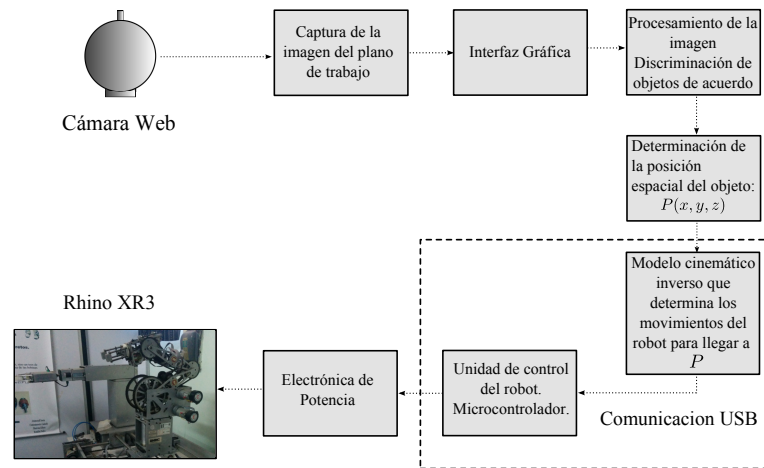 Captura de la
imagen del plano
de trabajo
Interfaz Gráfica
Procesamiento de la
imagen
Discriminación de
objetos de acuerdo
Cámara Web
Determinación de
la posición
espacial del objeto:
P(x, y, z)
Modelo cinemático
inverso que
determina los
movimientos del
robot para llegar a
P
Rhino XR3
Electrónica de
Potencia
Unidad de control
del robot.
Microcontrolador.
Comunicacion USB